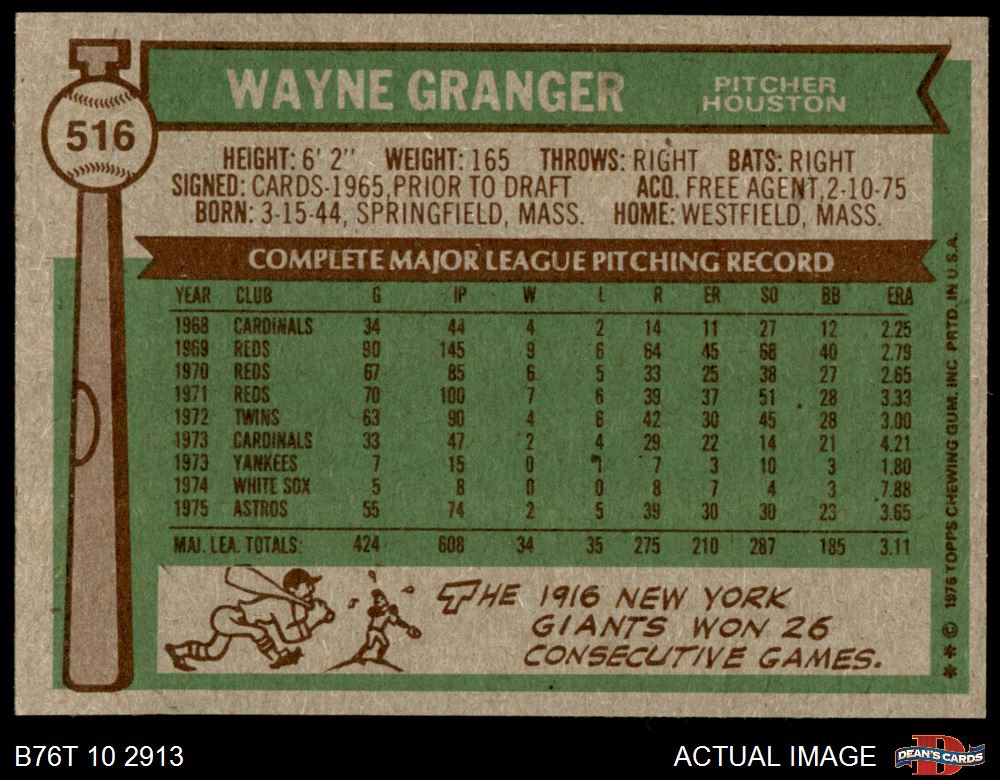 WAYNE GRANGER
PITCHER
HOUSTON
516
HEIGHT: 6' 2" WEIGHT: 165 THROWS: RIGHT BATS: RIGHT
SIGNED: CARDS-1965, PRIOR TO DRAFT ACQ. FREE AGENT, 2-10-75
BORN: 3-15-44, SPRINGFIELD, MASS. HOME: WESTFIELD, MASS.
COMPLETE MAJOR LEAGUE PITCHING RECORD
YEAR CLUB G IP W L R ER SO BB ERA
1968 CARDINALS 34 44 4 2 14 11 27 12 2.25
1969 REDS 90 145 9 6 64 45 68 40 2.79
1970 REDS 67 85 6 5 33 25 38 27 2.65
1971 REDS 70 100 7 6 39 37 51 28 3.33
1972 TWINS 63 90 4 6 42 30 45 28 3.00
1973 CARDINALS 33 47 2 4 29 22 14 21 4.21
1973 YANKEES 7 15 0 1 7 3 10 3 1.80
1974 WHITE SOX 5 8 0 0 8 7 4 3 7.88
1975 ASTROS 55 74 2 5 39 30 30 23 3.65
MAJ. LEA. TOTALS: 424 608 34 35 275 210 287 185 3.11
THE 1916 NEW YORK
GIANTS WON 26
CONSECUTIVE GAMES.
* * © 1976 TOPPS CHEWING GUM, INC. PRTD. IN U.S.A.
B76T 10 2913
ACTUAL IMAGE
DEAN'S CARDS